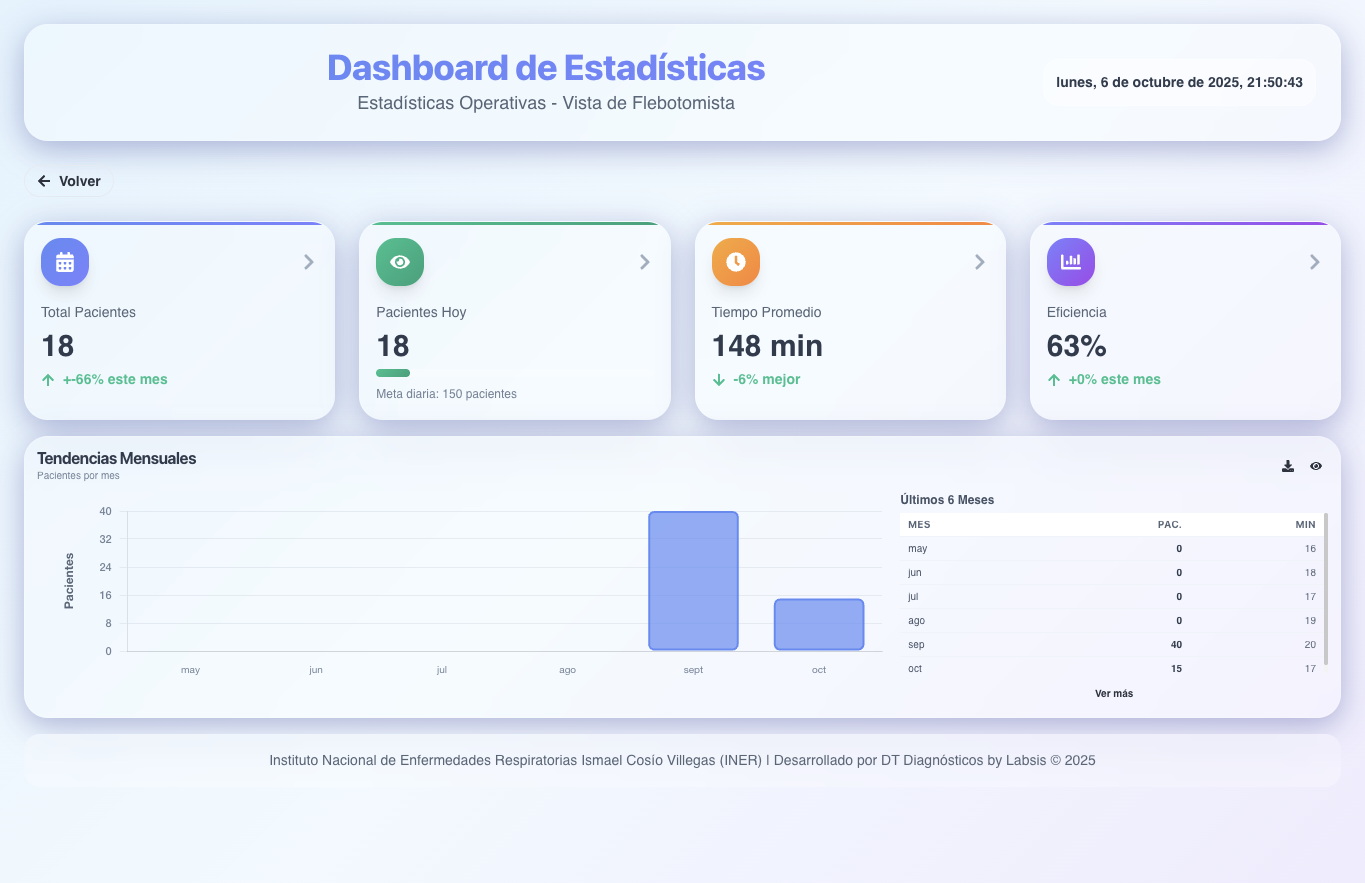 Dashboard de Estadísticas
Estadísticas Operativas - Vista de Flebotomista
lunes, 6 de octubre de 2025, 21:50:43
Volver
Total Pacientes
18
+-66% este mes
Pacientes Hoy
18
Meta diaria: 150 pacientes
Tiempo Promedio
148 min
-6% mejor
Eficiencia
63%
+0% este mes
Tendencias Mensuales
Pacientes por mes
Pacientes
40
32
24
16
8
0
may jun jul ago sept oct
Últimos 6 Meses
MES PAC. MIN
may 0 16
jun 0 18
jul 0 17
ago 0 19
sep 40 20
oct 15 17
Ver más
Instituto Nacional de Enfermedades Respiratorias Ismael Cosío Villegas (INER) | Desarrollado por DT Diagnósticos by Labsis © 2025